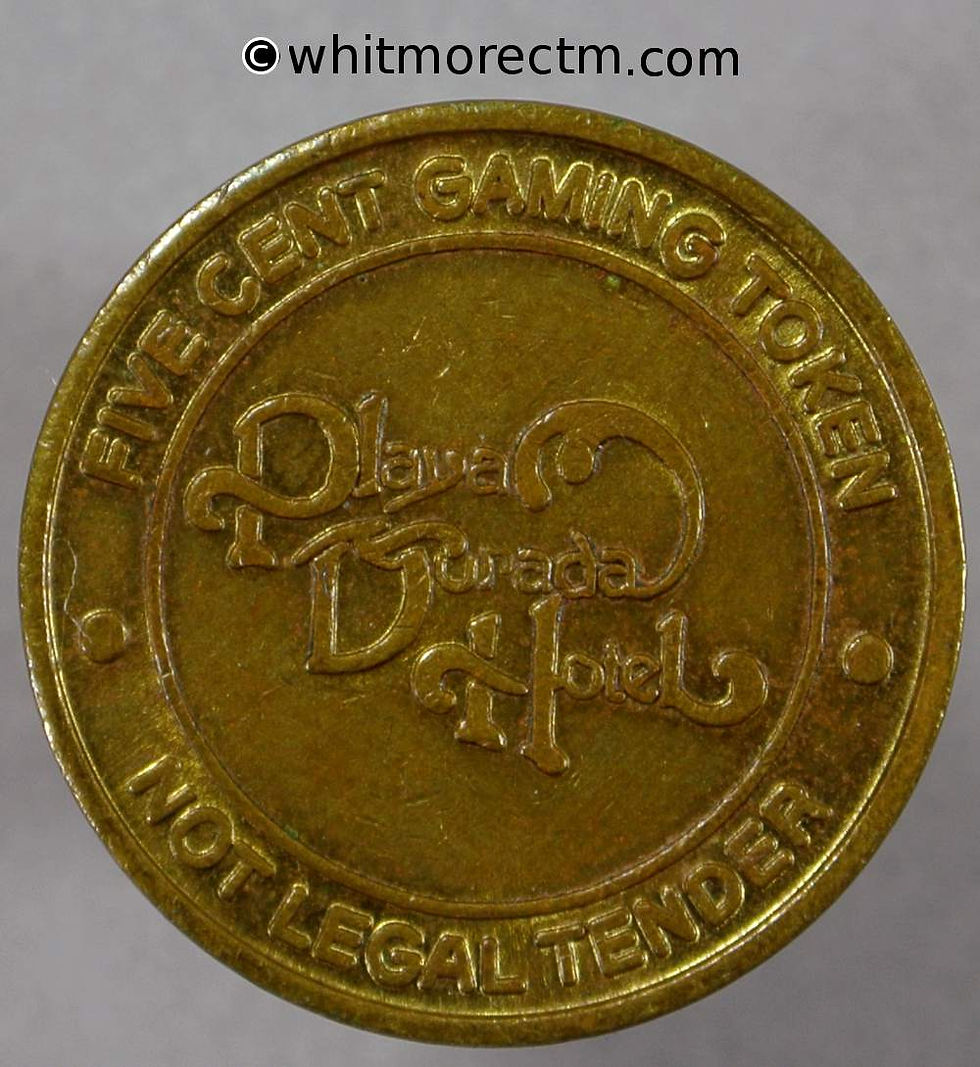 ©whitmorectm.com
FIVE CENT GAMING TOKEN
Playa
Dorada
Hotel
NOT LEGAL TENDER